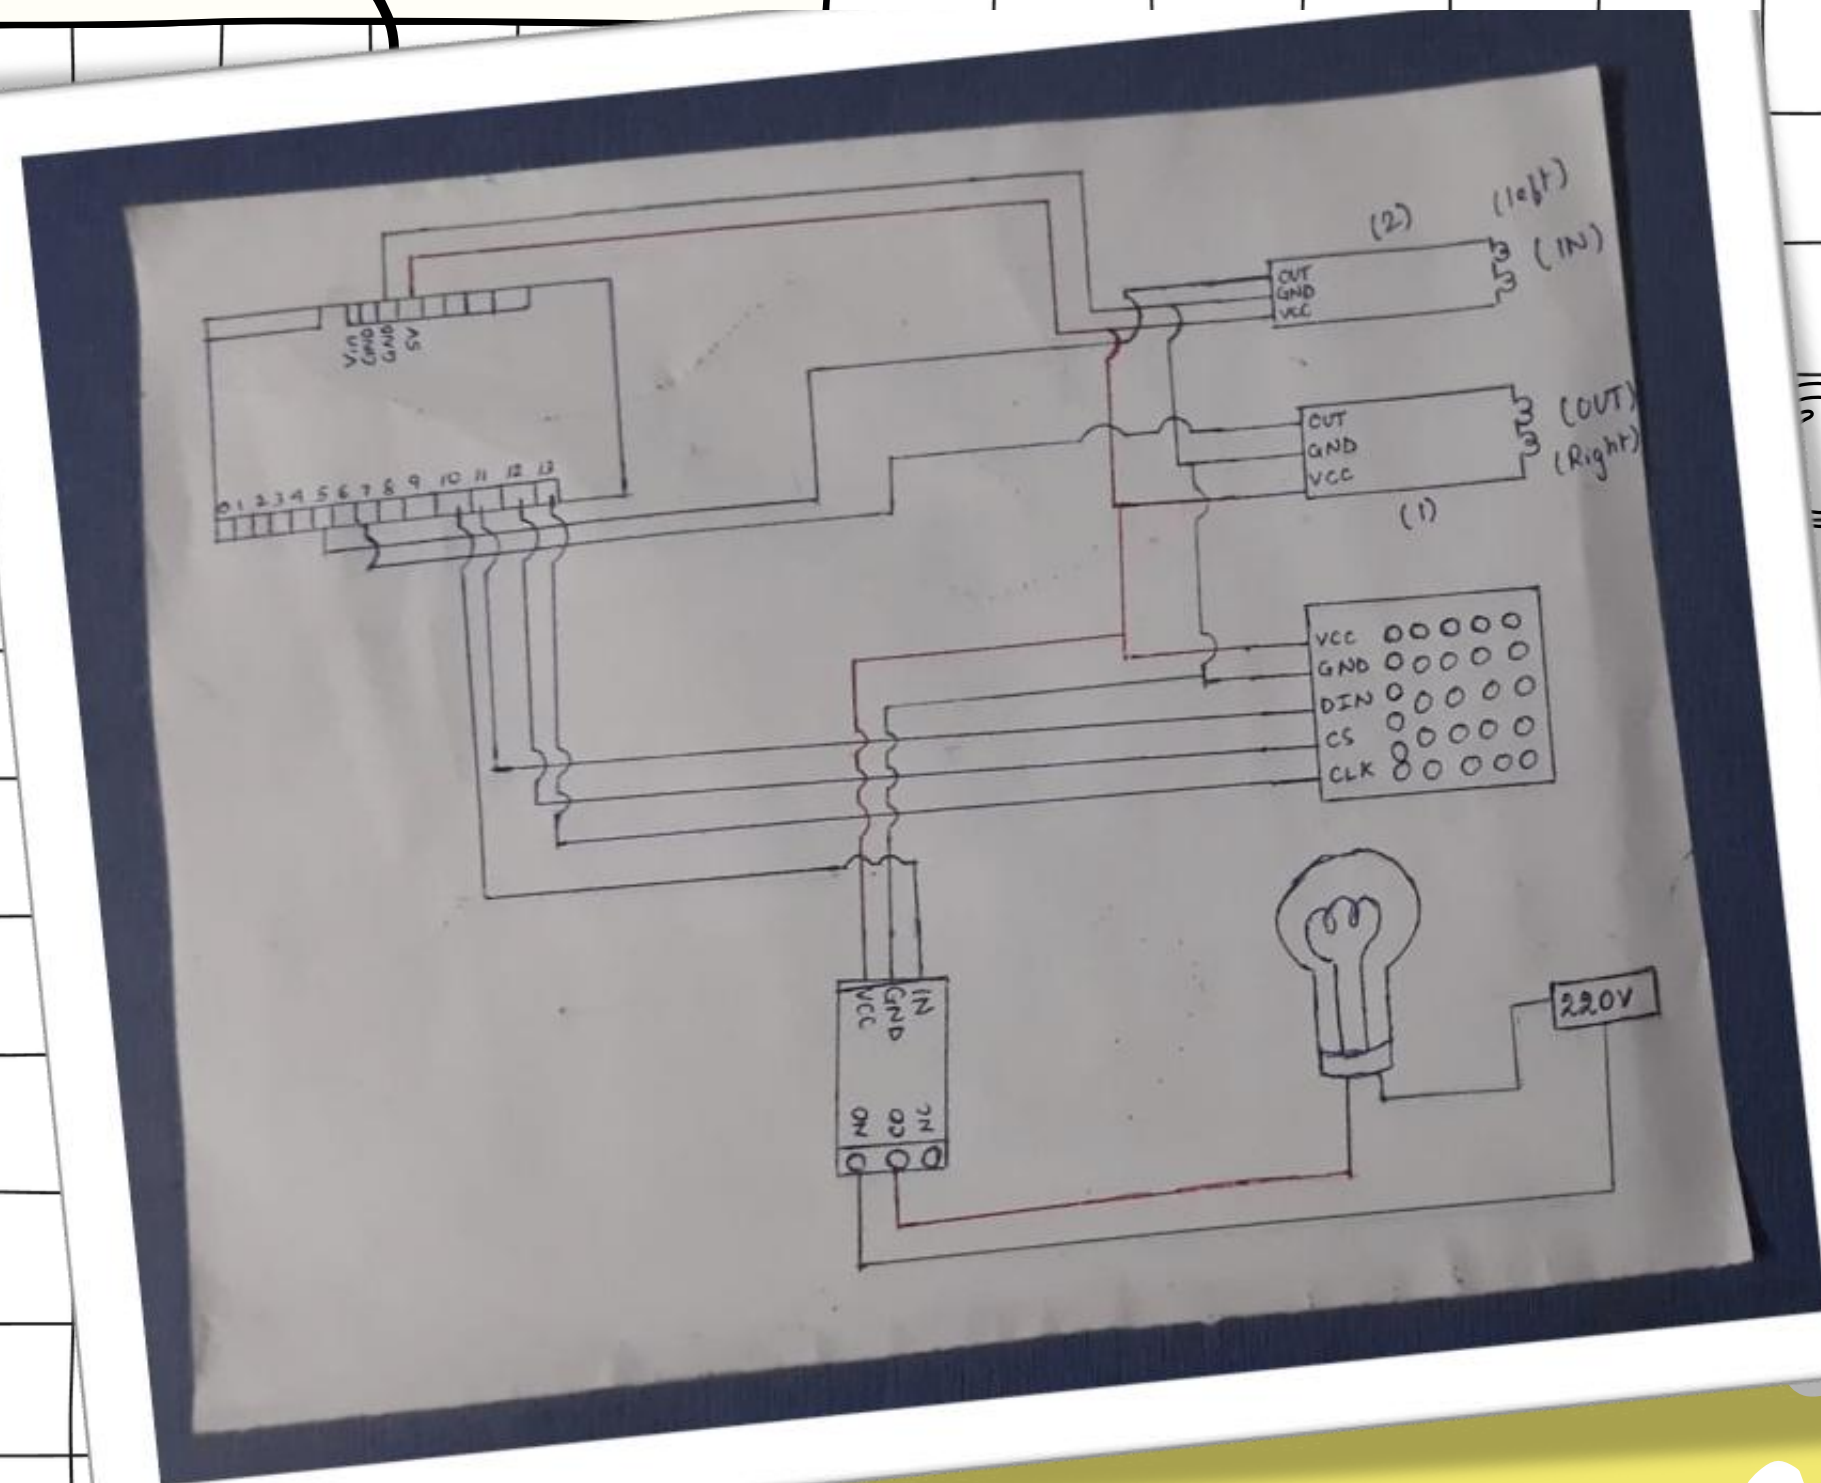 (left)
(2)
(IN)
OUT
GND
VCC
Vin
GND
GND
A5
(OUT)
OUT
GND
(Right)
VCC
(1)
0 1 2 3 4 5 6 7 8 9 10 11 12 13
VCC
GND
DIN
CS
CLK
220V
VCC
GND
IN
NO
CO
NC